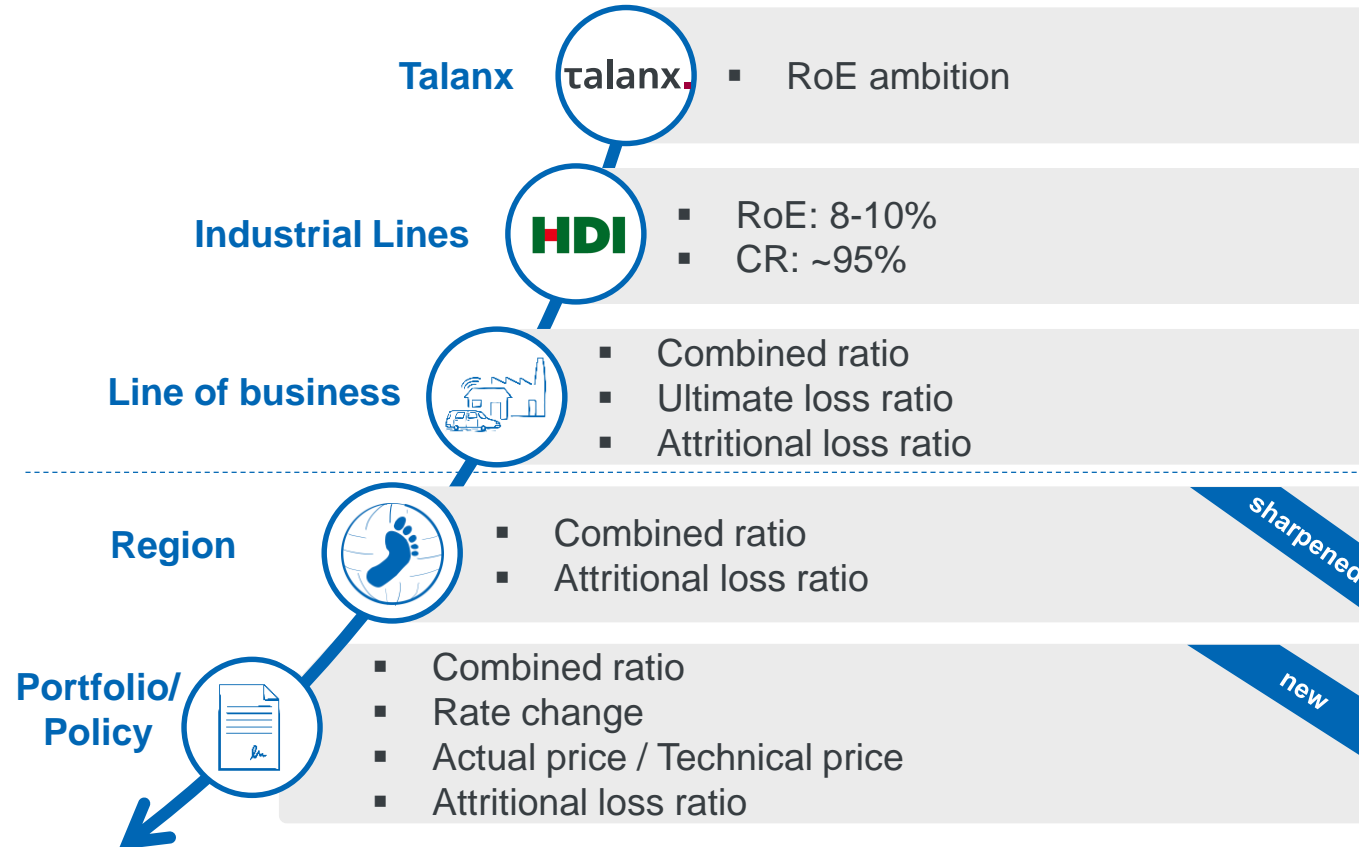 Talanx
talanx.
▪ RoE ambition
Industrial Lines
HDI
▪ RoE: 8-10%
▪ CR: ~95%
Line of business
▪ Combined ratio
▪ Ultimate loss ratio
▪ Attritional loss ratio
Region
▪ Combined ratio
▪ Attritional loss ratio
sharpened
Portfolio/
Policy
▪ Combined ratio
▪ Rate change
▪ Actual price / Technical price
▪ Attritional loss ratio
new